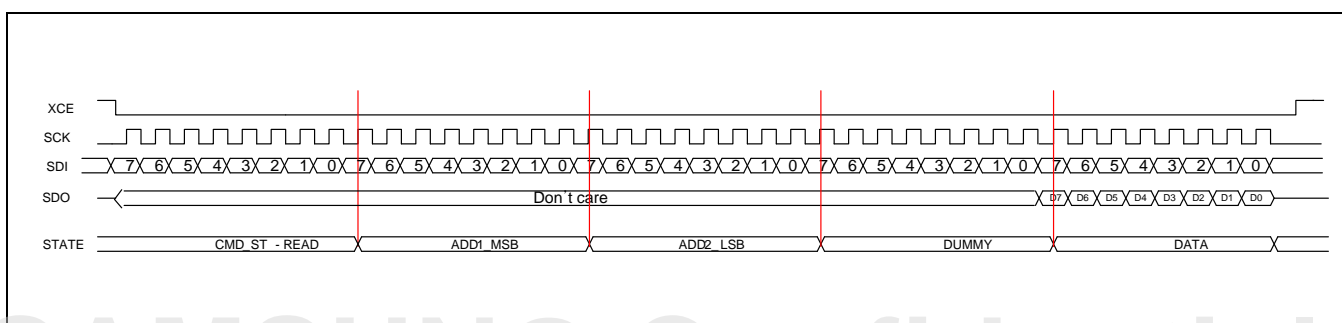 XCE
SCK
SDI 7 6 5 4 3 2 1 0 7 6 5 4 3 2 1 0 7 6 5 4 3 2 1 0 7 6 5 4 3 2 1 0 7 6 5 4 3 2 1 0
SDO Don't care D7 D6 D5 D4 D3 D2 D1 D0
STATE CMD_ST - READ ADD1_MSB ADD2_LSB DUMMY DATA